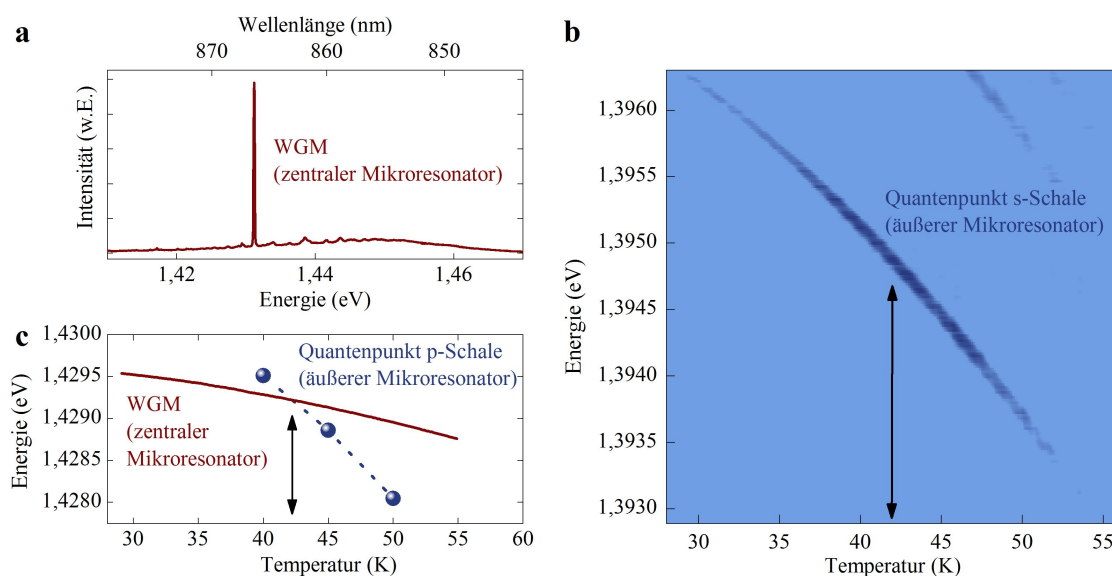 a
Wellenlänge (nm)
870 860 850
Intensität (w.E.)
WGM
(zentraler Mikroresonator)
1,42 1,44 1,46
Energie (eV)
b
1,3960
1,3955
1,3950
1,3945
1,3940
1,3935
1,3930
Energie (eV)
Quantenpunkt s-Schale
(äußerer Mikroresonator)
30 35 40 45 50 55
Temperatur (K)
c
1,4300
1,4295
1,4290
1,4285
1,4280
Energie (eV)
Quantenpunkt p-Schale
(äußerer Mikroresonator)
WGM
(zentraler
Mikroresonator)
30 35 40 45 50 55 60
Temperatur (K)